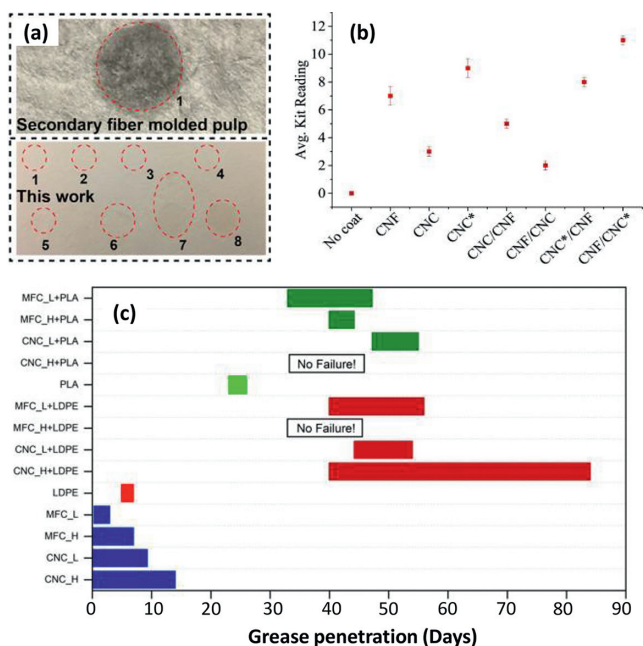 (a)
1
Secondary fiber molded pulp
1 2 3 4
This work
5 6 7 8
(b)
Avg. Kit Reading
12
10
8
6
4
2
0
No coat CNF CNC CNC* CNC/CNF CNF/CNC CNC*/CNF CNF/CNC*
(c)
MFC_L+PLA
MFC_H+PLA
CNC_L+PLA
CNC_H+PLA No Failure!
PLA
MFC_L+LDPE
MFC_H+LDPE No Failure!
CNC_L+LDPE
CNC_H+LDPE
LDPE
MFC_L
MFC_H
CNC_L
CNC_H
0 10 20 30 40 50 60 70 80 90
Grease penetration (Days)